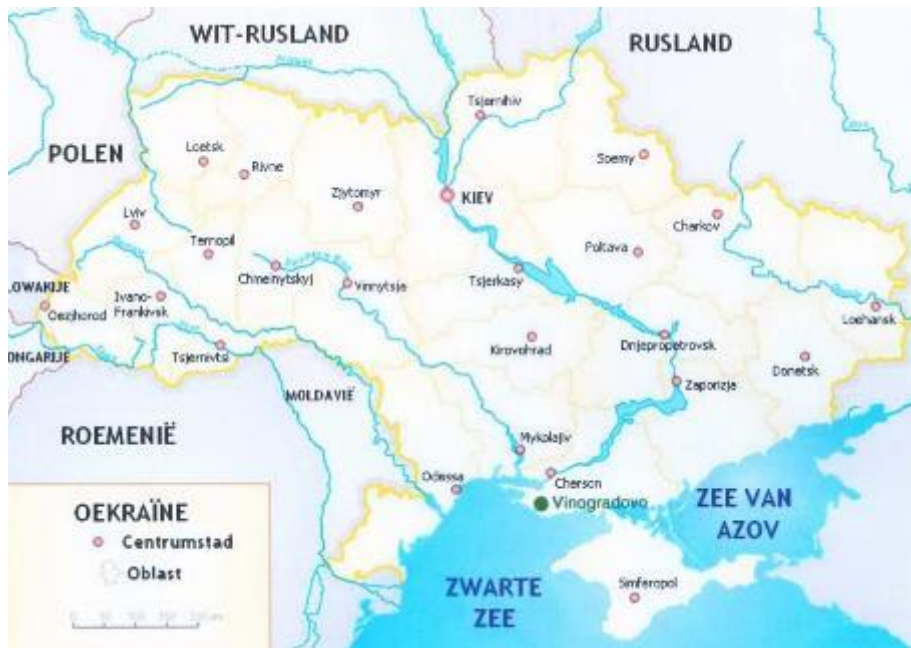 WIT-RUSLAND
RUSLAND
Tsjernihiv
POLEN
Loetsk
Rivne
Soemy
Zjytomyr
KIEV
Lviv
Charkov
Ternopil
Poltava
Chmelnytskyj
Vinnytsja
Tsjerkasy
LOWAKIJE
Oezjhorod
Ivano-
Frankivsk
Loehansk
Kirovohrad
Dnjepropetrovsk
ONGARIJE
Tsjernivtsi
Donetsk
Zaporizja
MOLDAVIË
ROEMENIË
Mykolajiv
Odessa
Cherson
Vinogradovo
ZEE VAN
AZOV
OEKRAÏNE
Centrumstad
Oblast
Simferopol
ZWARTE
ZEE